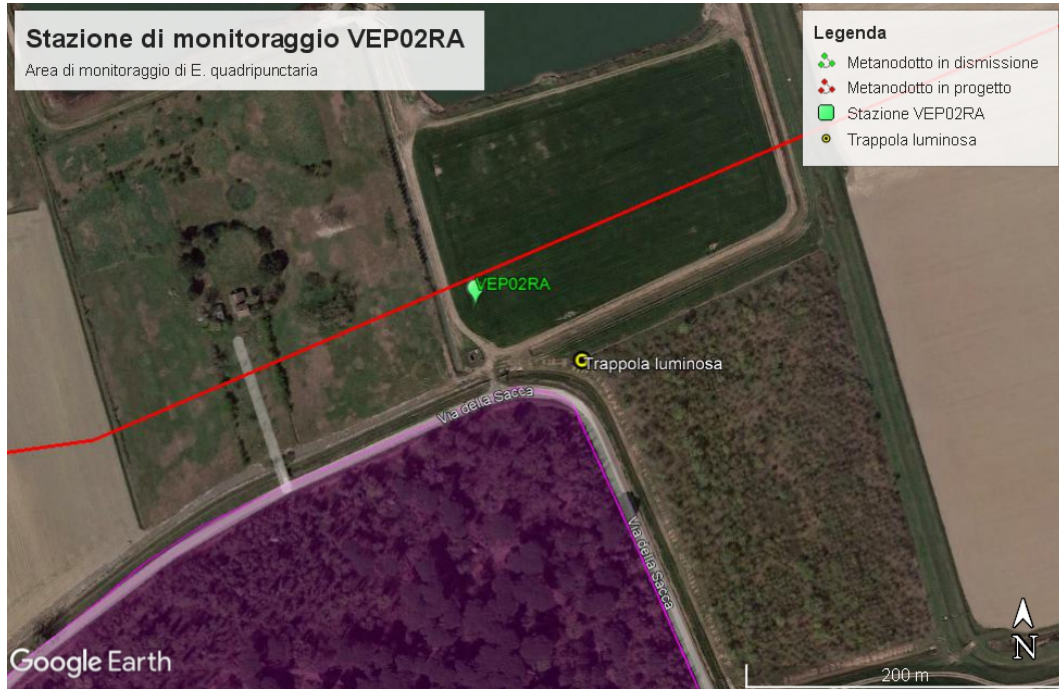 Stazione di monitoraggio VEP02RA
Area di monitoraggio di E. quadripunctaria
Legenda
Metanodotto in dismissione
Metanodotto in progetto
Stazione VEP02RA
Trappola luminosa
VEP02RA
Trappola luminosa
Via della Sacca
Via della Sacca
Google Earth
N
200 m